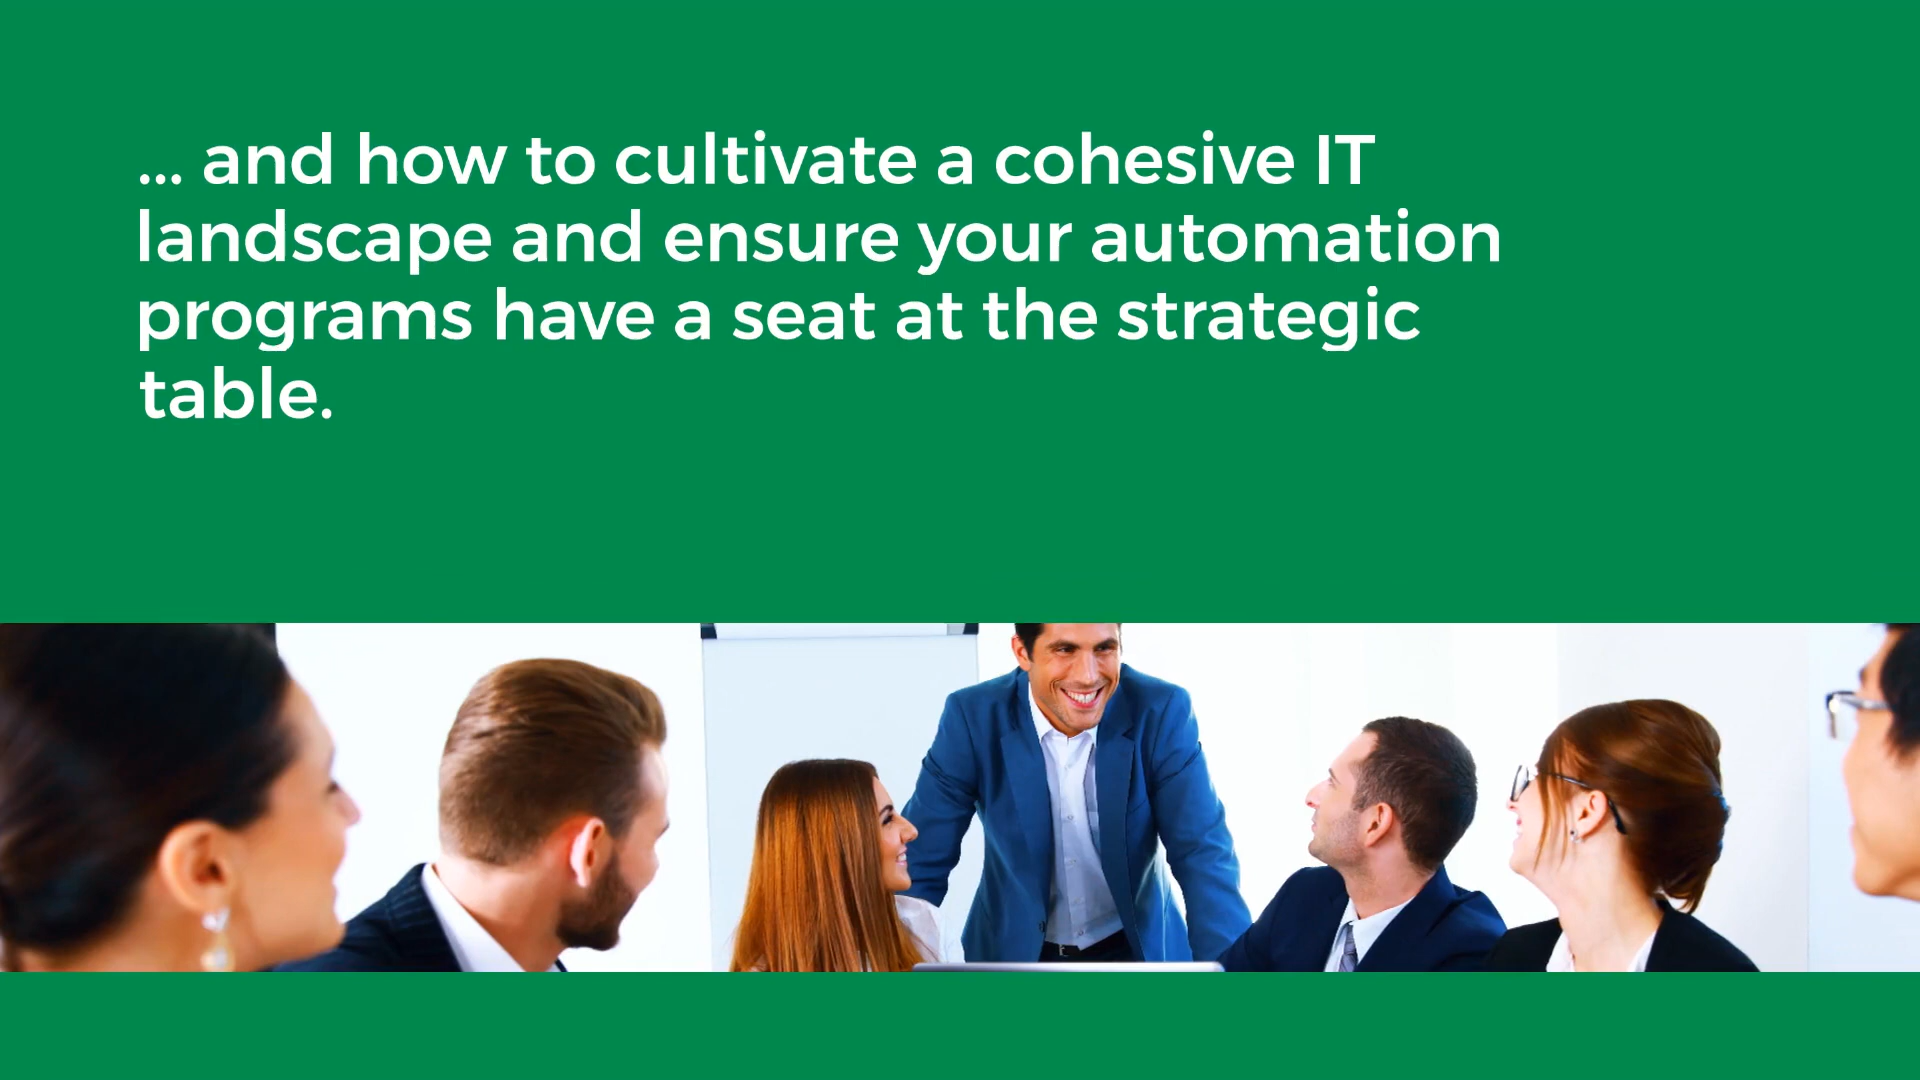 ... and how to cultivate a cohesive IT
landscape and ensure your automation
programs have a seat at the strategic
table.